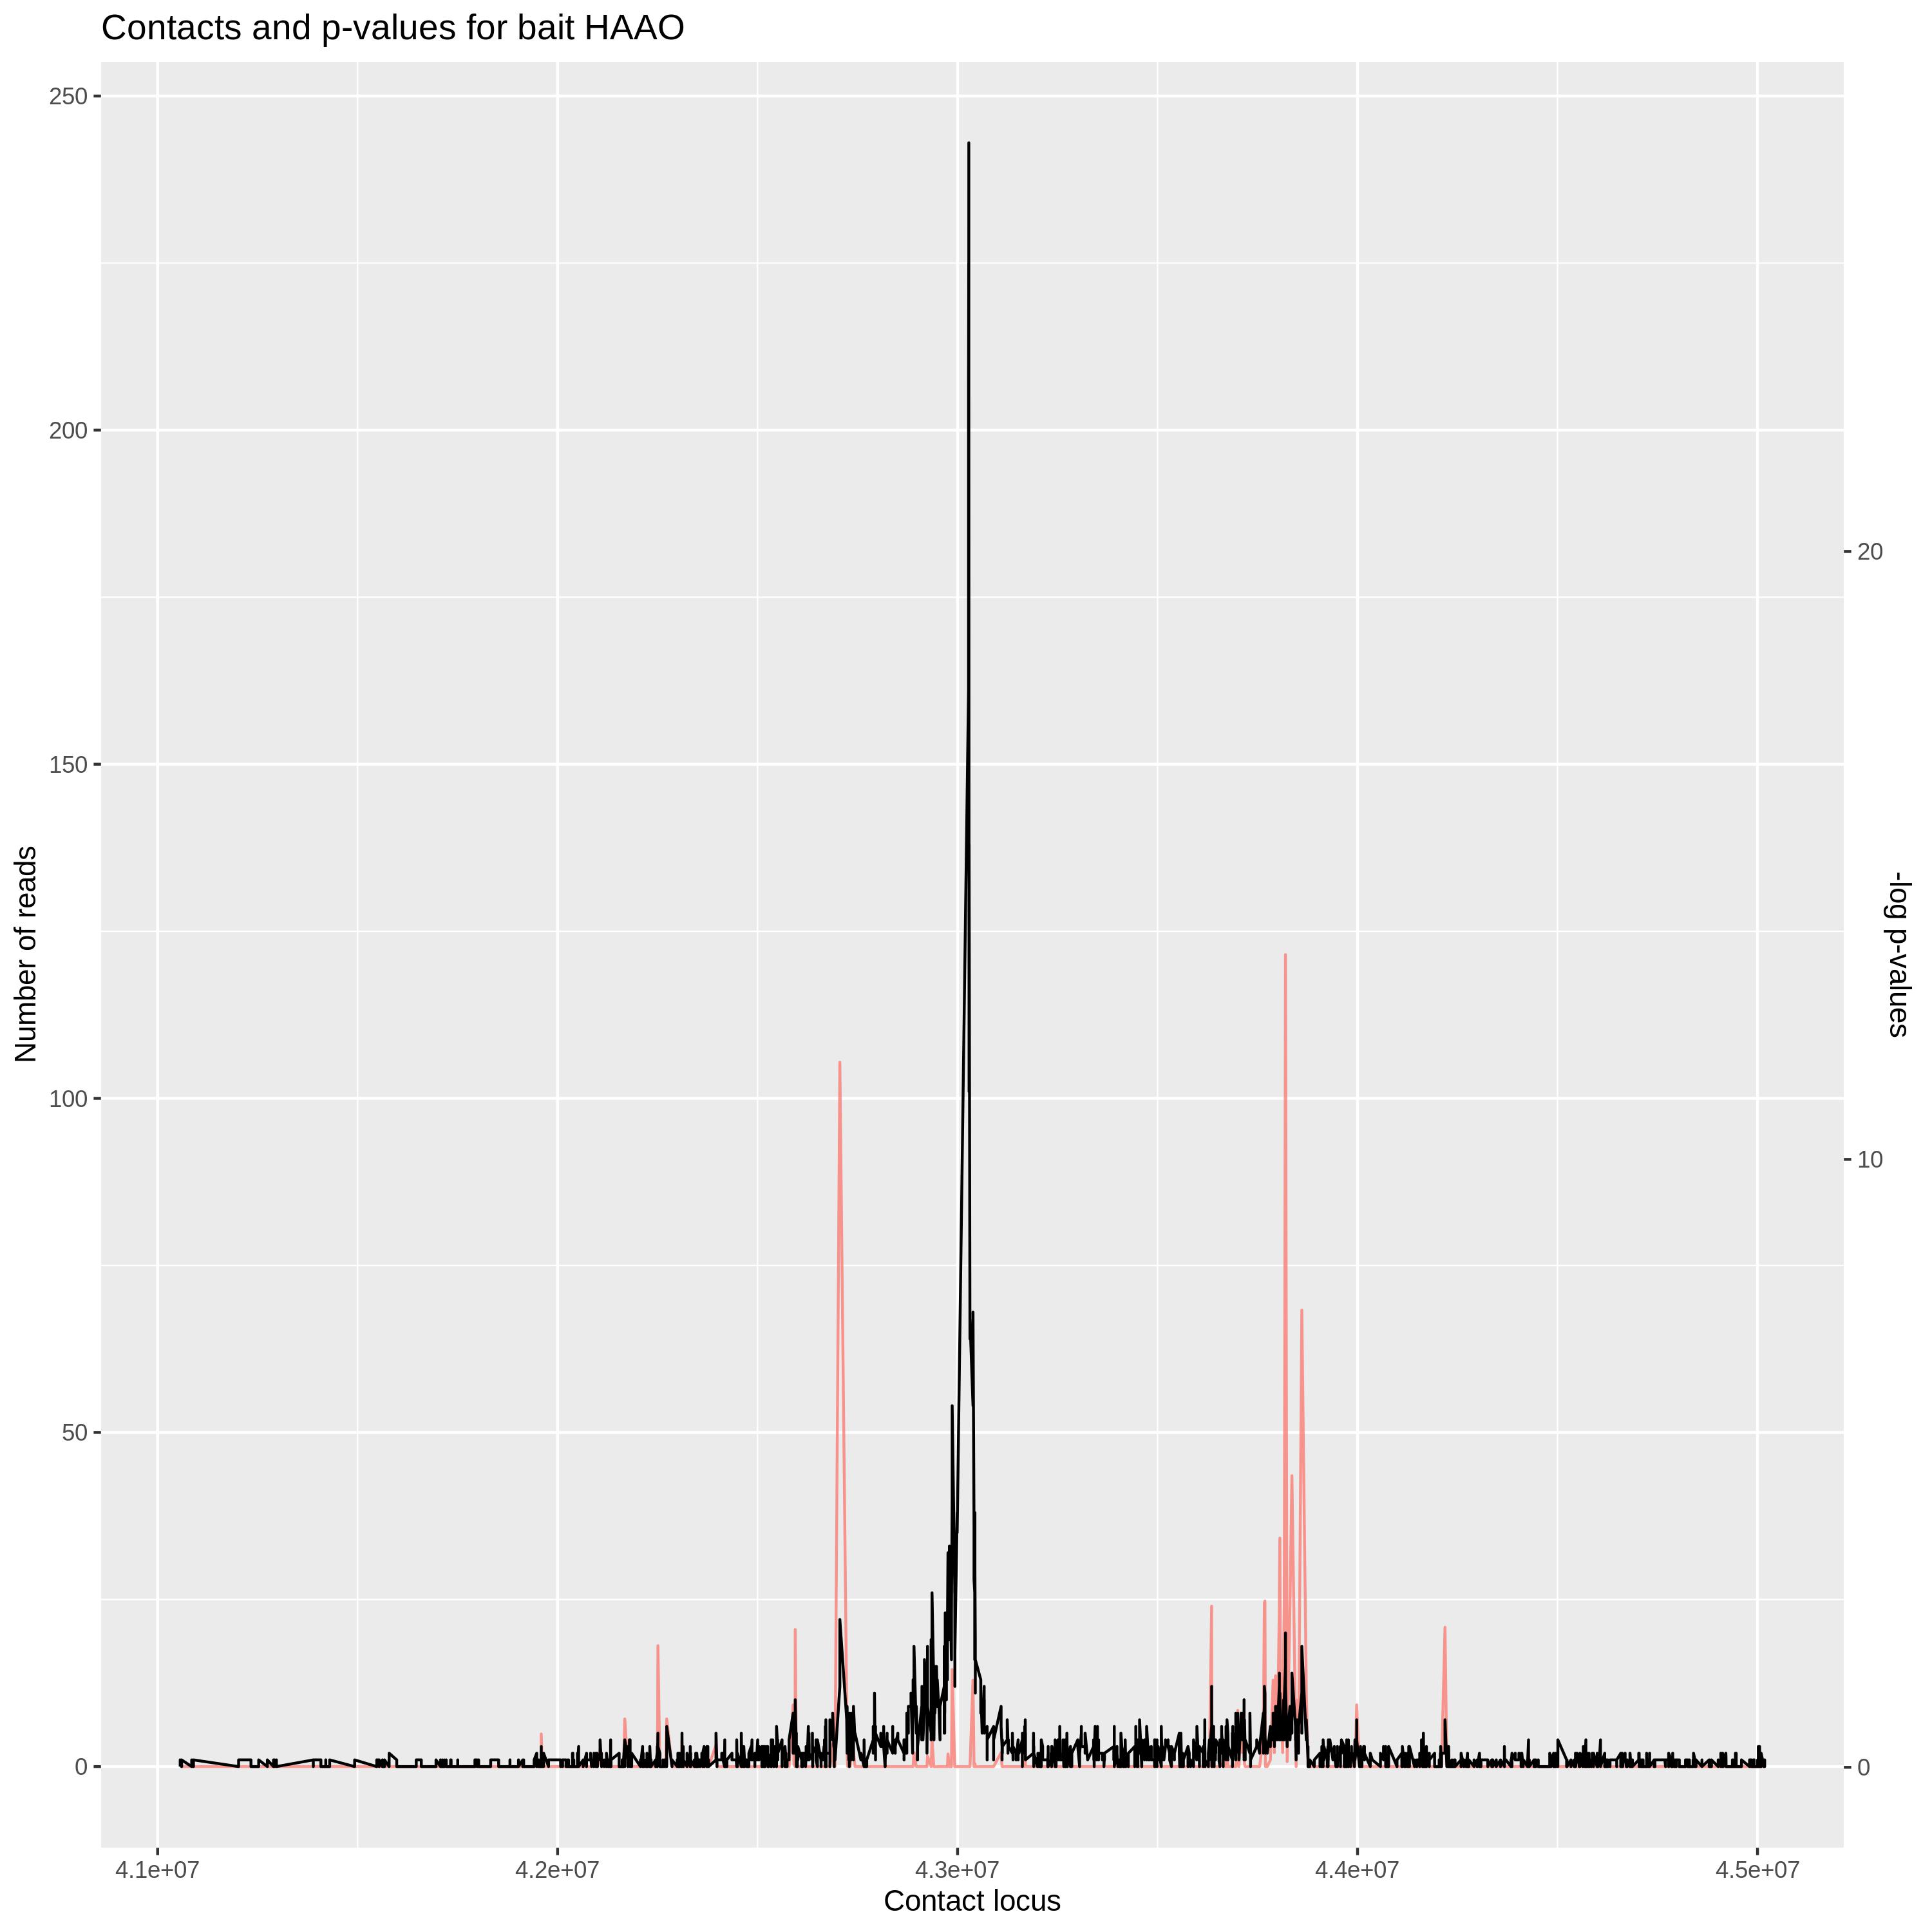 Contacts and p-values for bait HAAO
250
200
150
100
50
0
Number of reads
20
10
0
-log p-values
4.1e+07
4.2e+07
4.3e+07
4.4e+07
4.5e+07
Contact locus